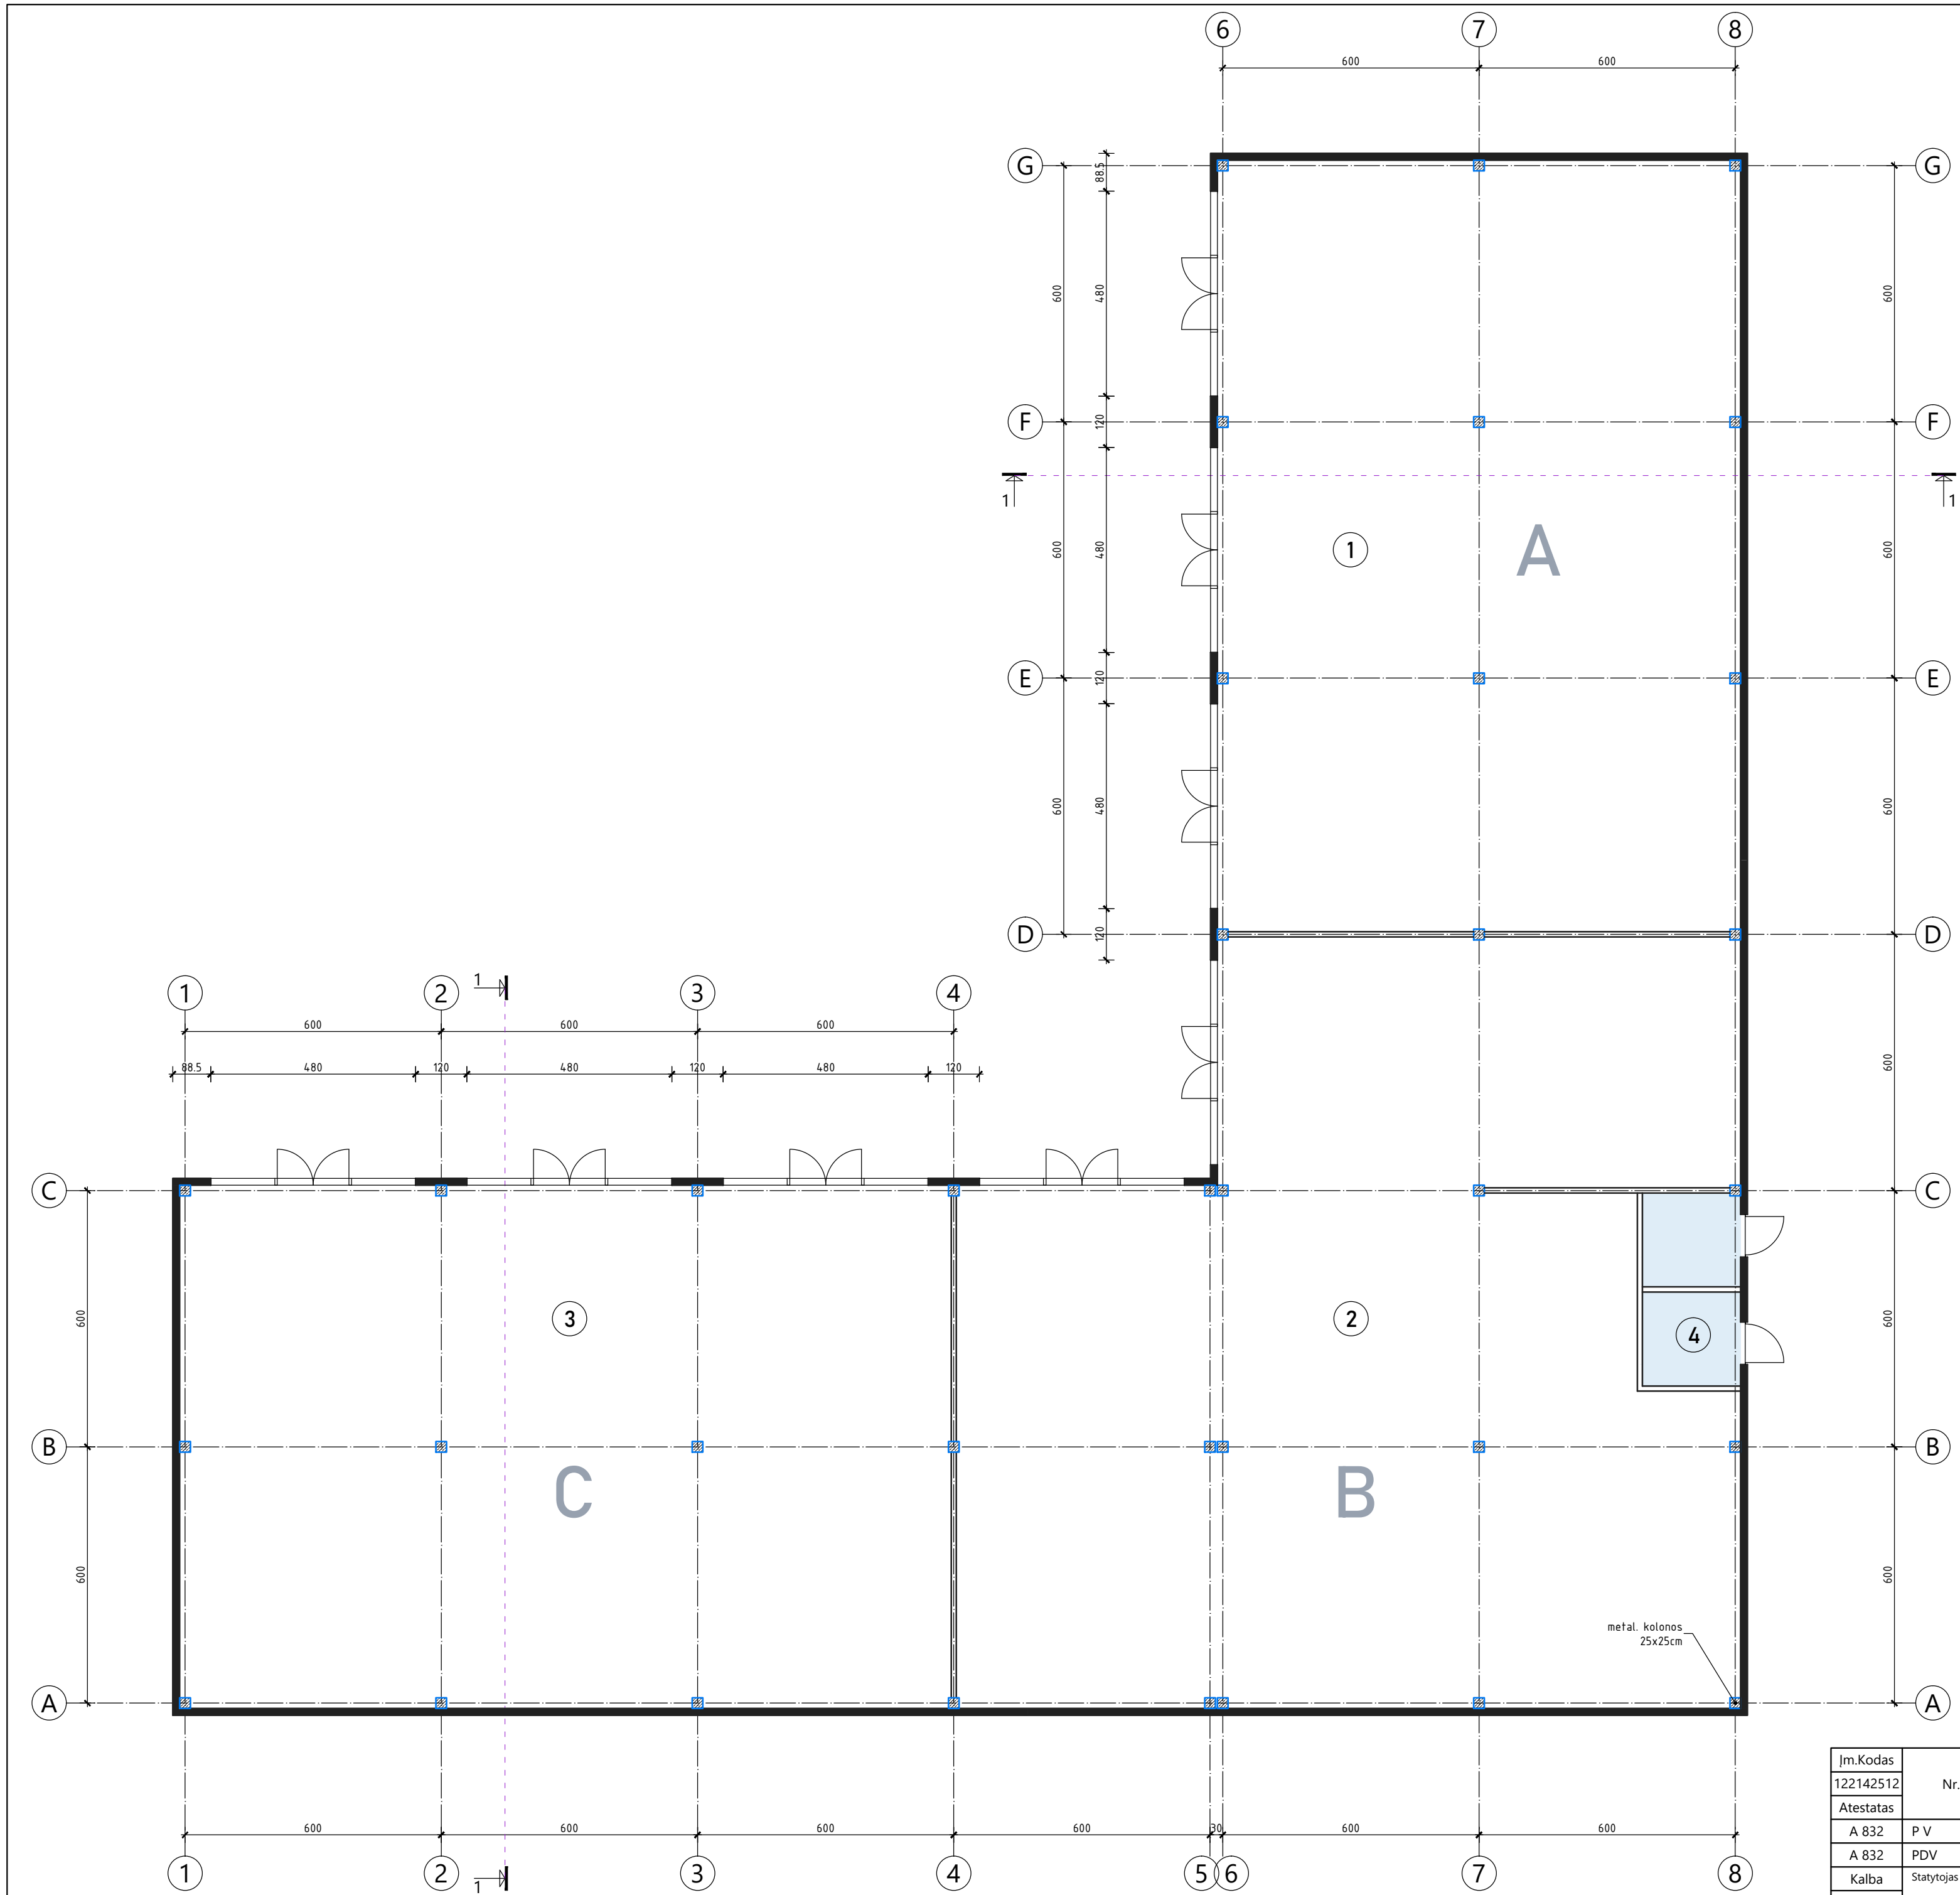 6 7 8
600 600
G 88.5 G
600 480 600
F 120 F
1 1
600 480 1 A 600
E 120 E
600 480 600
D 120 D
1 2 1 3 4
600 600 600 600
88.5 480 120 480 120 480 120
C C
600 3 2 4 600
B B
C B
600 600
metal. kolonos
25x25cm
A A
Įm.Kodas
122142512 Nr.
Atestatas
600 600 600 600 30 600 600
A 832 P V
A 832 PDV
1 2 1 3 4 5 6 7 8
Kalba Statytojas